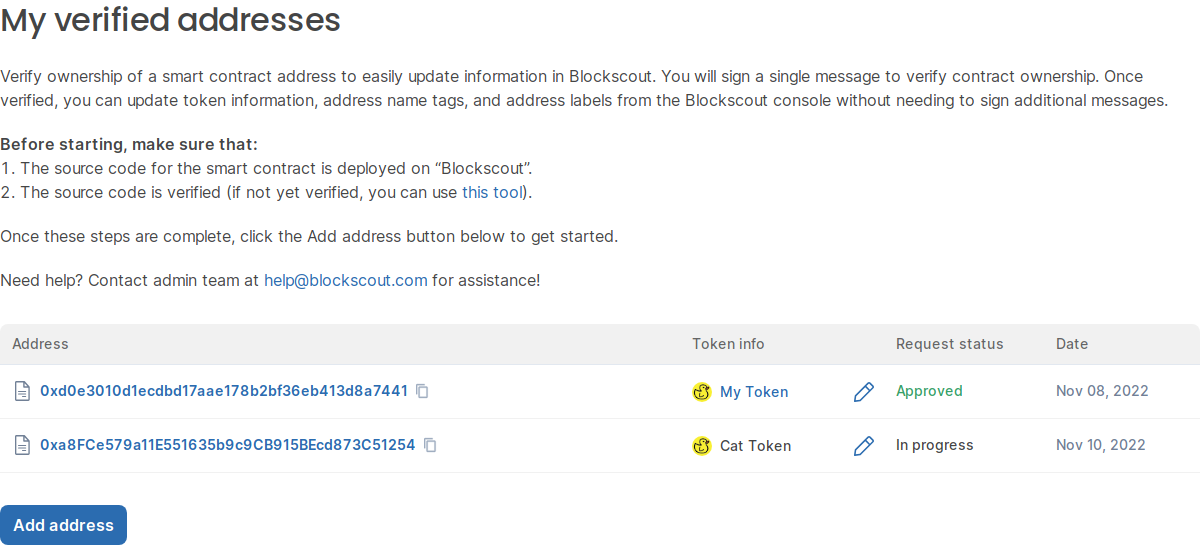 My verified addresses
Verify ownership of a smart contract address to easily update information in Blockscout. You will sign a single message to verify contract ownership. Once
verified, you can update token information, address name tags, and address labels from the Blockscout console without needing to sign additional messages.
Before starting, make sure that:
1. The source code for the smart contract is deployed on “Blockscout”.
2. The source code is verified (if not yet verified, you can use this tool).
Once these steps are complete, click the Add address button below to get started.
Need help? Contact admin team at help@blockscout.com for assistance!
Address Token info Request status Date
0xd0e3010d1ecdbd17aae178b2bf36eb413d8a7441 My Token Approved Nov 08, 2022
0xa8FCe579a11E551635b9c9CB915BEcd873C51254 Cat Token In progress Nov 10, 2022
Add address